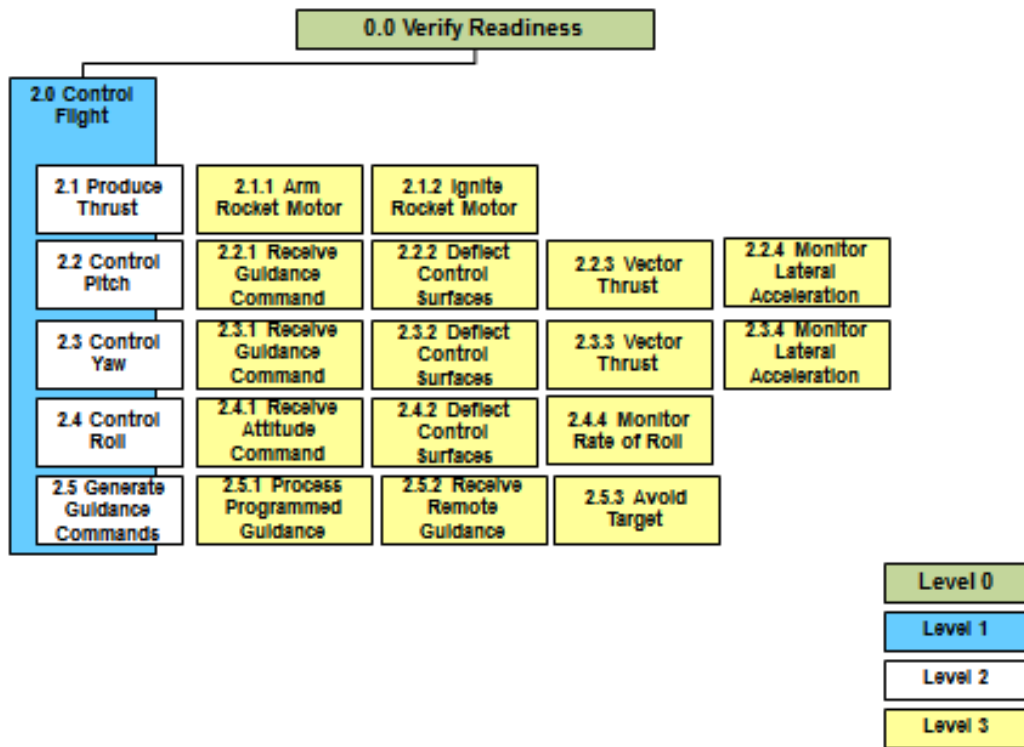 0.0 Verify Readiness
2.0 Control
Flight
2.1 Produce
Thrust
2.1.1 Arm
Rocket Motor
2.1.2 Ignite
Rocket Motor
2.2 Control
Pitch
2.2.1 Receive
Guidance
Command
2.2.2 Deflect
Control
Surfaces
2.2.3 Vector
Thrust
2.2.4 Monitor
Lateral
Acceleration
2.3 Control
Yaw
2.3.1 Receive
Guidance
Command
2.3.2 Deflect
Control
Surfaces
2.3.3 Vector
Thrust
2.3.4 Monitor
Lateral
Acceleration
2.4 Control
Roll
2.4.1 Receive
Attitude
Command
2.4.2 Deflect
Control
Surfaces
2.4.4 Monitor
Rate of Roll
2.5 Generate
Guidance
Commands
2.5.1 Process
Programmed
Guidance
2.5.2 Receive
Remote
Guidance
2.5.3 Avoid
Target
Level 0
Level 1
Level 2
Level 3